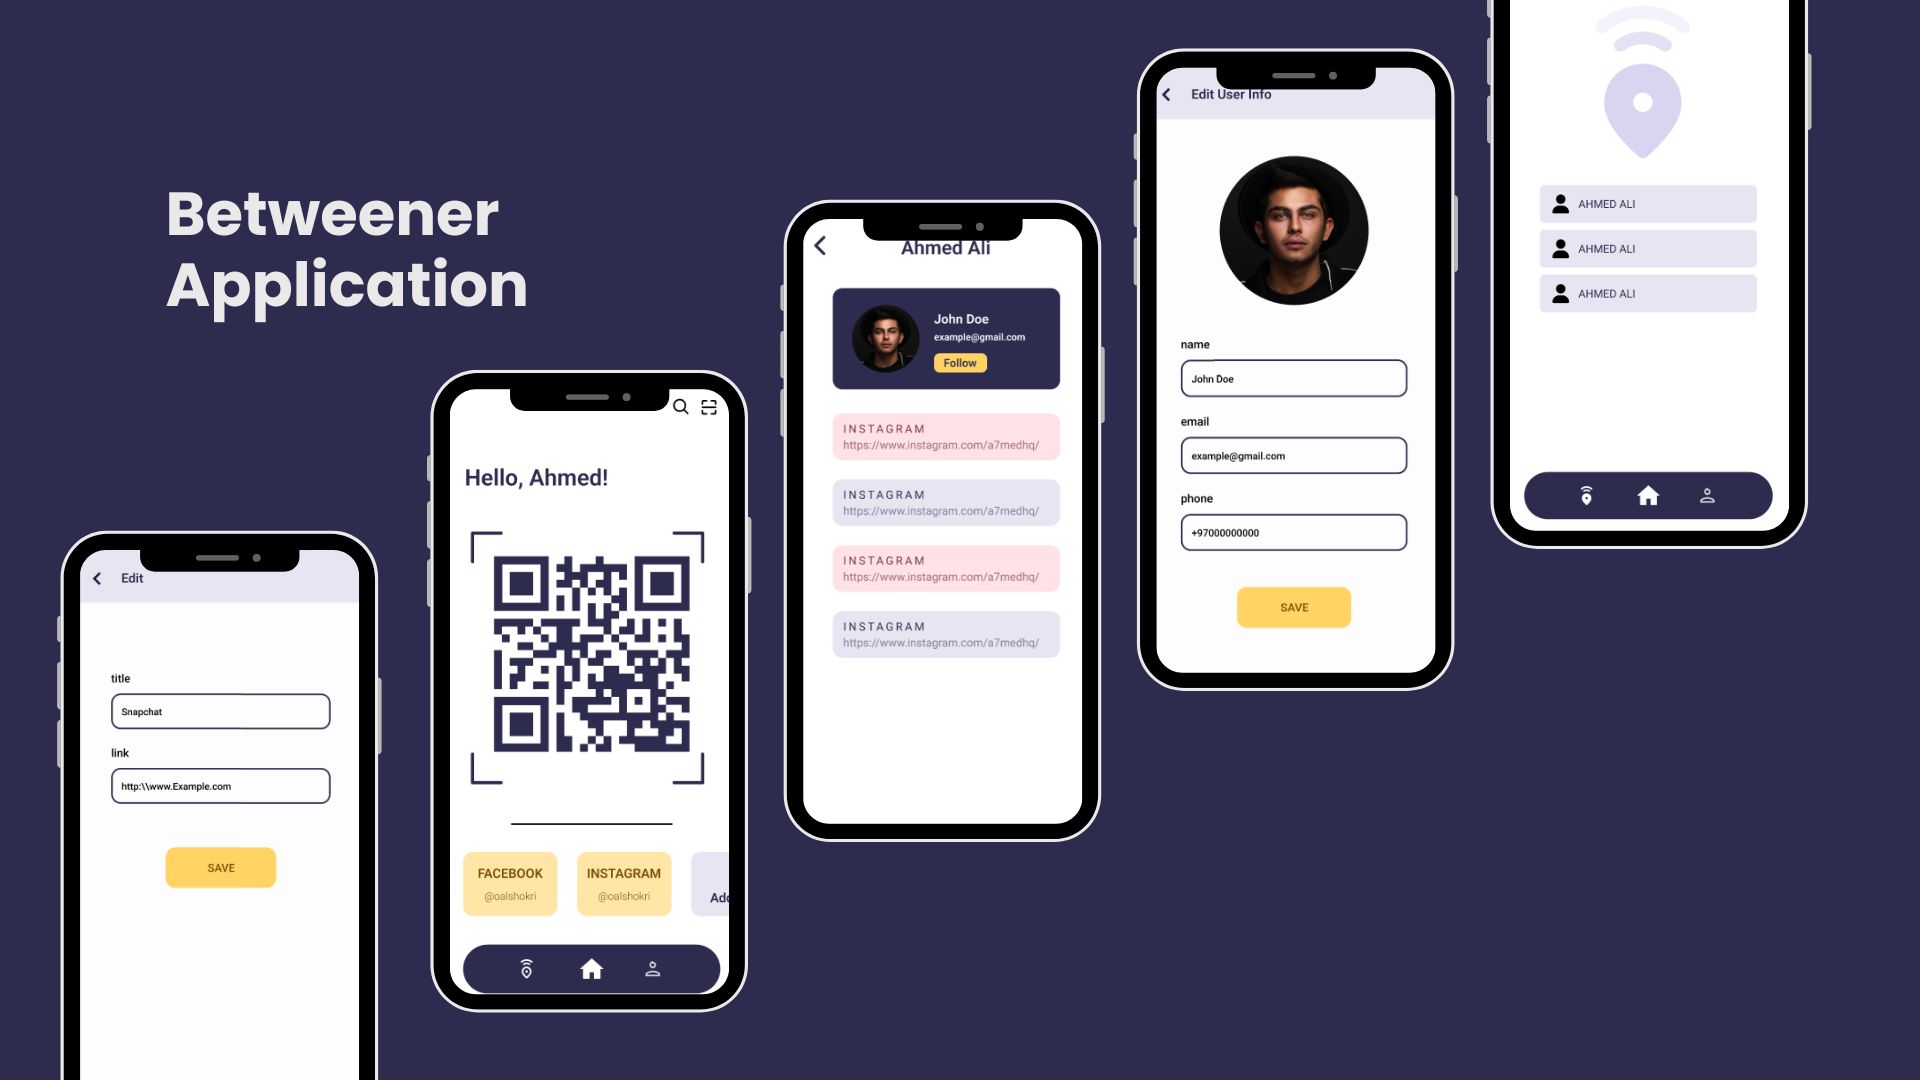 Betweener
Application
Edit
title
Snapchat
link
http:\\www.Example.com
SAVE
Hello, Ahmed!
FACEBOOK
@oalshokri
INSTAGRAM
@oalshokri
Add
Ahmed Ali
John Doe
example@gmail.com
Follow
INSTAGRAM
https://www.instagram.com/a7medhq/
INSTAGRAM
https://www.instagram.com/a7medhq/
INSTAGRAM
https://www.instagram.com/a7medhq/
INSTAGRAM
https://www.instagram.com/a7medhq/
Edit User Info
name
John Doe
email
example@gmail.com
phone
+97000000000
SAVE
AHMED ALI
AHMED ALI
AHMED ALI